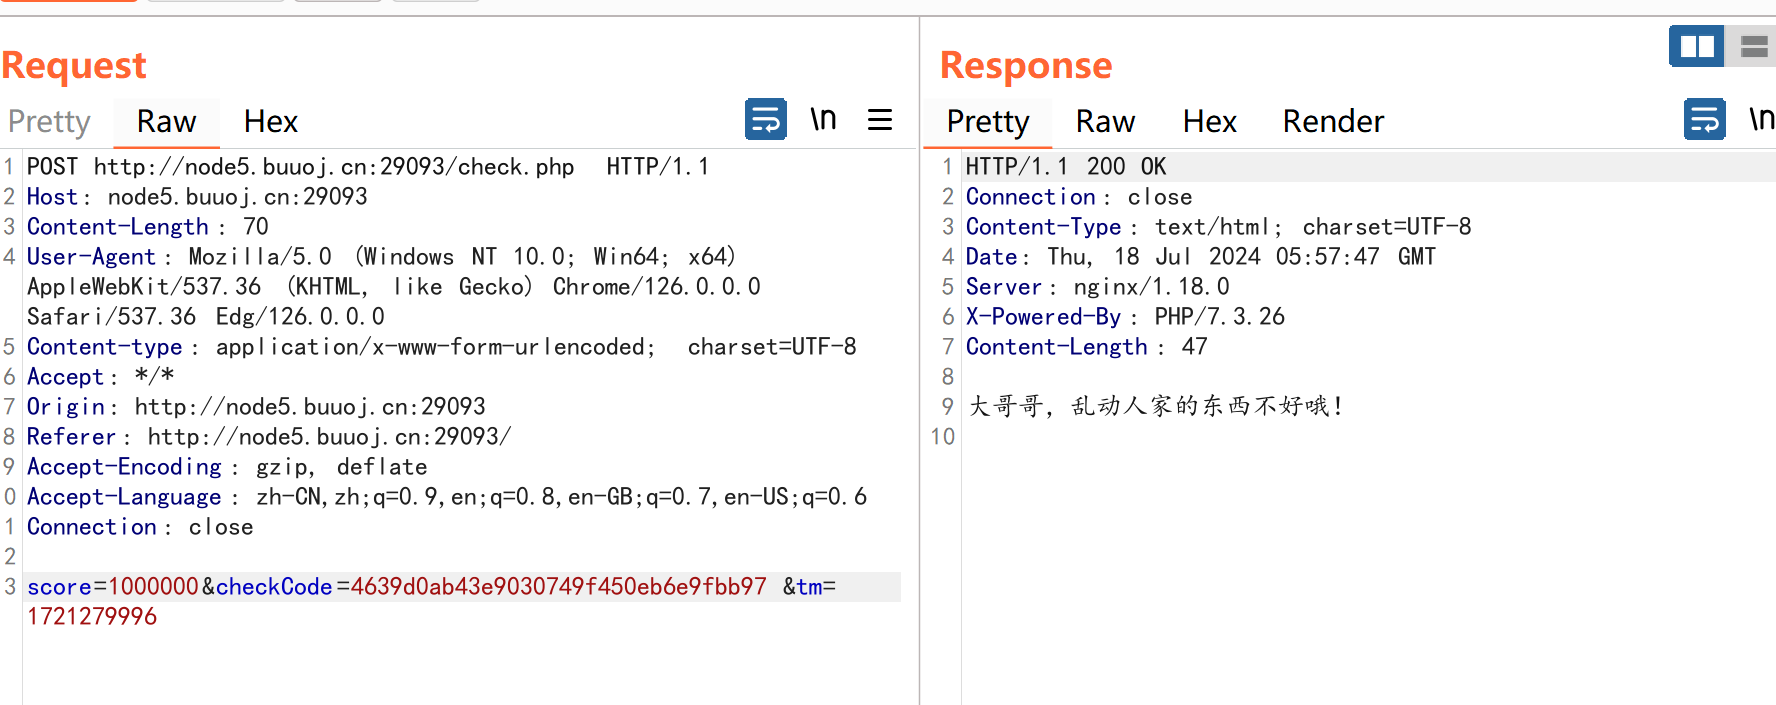 Request
Pretty Raw Hex \n
1 POST http://node5.buuoj.cn:29093/check.php HTTP/1.1
2 Host: node5.buuoj.cn:29093
3 Content-Length: 70
4 User-Agent: Mozilla/5.0 (Windows NT 10.0; Win64; x64)
AppleWebKit/537.36 (KHTML, like Gecko) Chrome/126.0.0.0
Safari/537.36 Edg/126.0.0.0
5 Content-type: application/x-www-form-urlencoded; charset=UTF-8
6 Accept: */*
7 Origin: http://node5.buuoj.cn:29093
8 Referer: http://node5.buuoj.cn:29093/
9 Accept-Encoding: gzip, deflate
0 Accept-Language: zh-CN,zh;q=0.9,en;q=0.8,en-GB;q=0.7,en-US;q=0.6
1 Connection: close
2
3 score=1000000&checkCode=4639d0ab43e9030749f450eb6e9fbb97 &tm=
1721279996
Response
Pretty Raw Hex Render \n
1 HTTP/1.1 200 OK
2 Connection: close
3 Content-Type: text/html; charset=UTF-8
4 Date: Thu, 18 Jul 2024 05:57:47 GMT
5 Server: nginx/1.18.0
6 X-Powered-By: PHP/7.3.26
7 Content-Length: 47
8
9 大哥哥，乱动人家的东西不好哦！
10